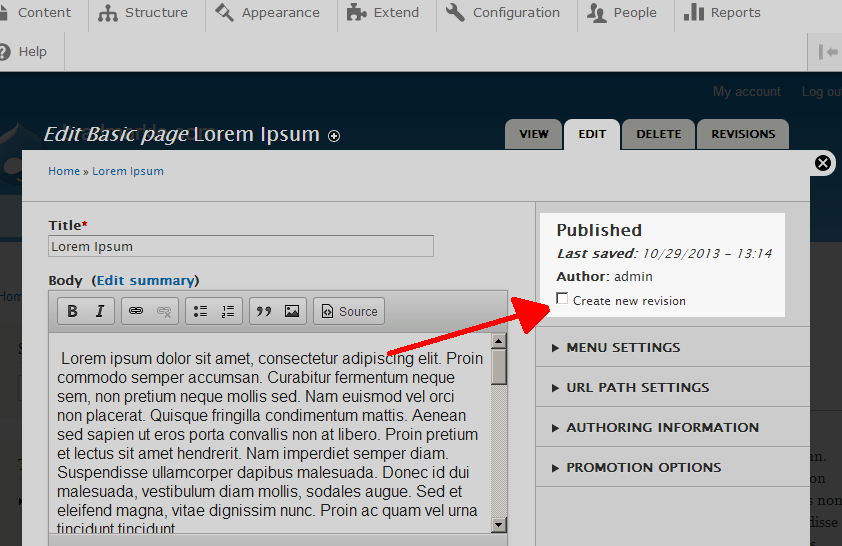 Content Structure Appearance Extend Configuration People Reports
Help
My account Log ou
Edit Basic page Lorem Ipsum
VIEW EDIT DELETE REVISIONS
Home » Lorem Ipsum
Title*
Lorem Ipsum
Body (Edit summary)
B I Source
Lorem ipsum dolor sit amet, consectetur adipiscing elit. Proin
commodo semper accumsan. Curabitur fermentum neque
sem, non pretium neque mollis sed. Nam euismod vel orci
non placerat. Quisque fringilla condimentum mattis. Aenean
sed sapien ut eros porta convallis non at libero. Proin pretium
et lectus sit amet hendrerit. Nam imperdiet semper diam.
Suspendisse ullamcorper dapibus malesuada. Donec id dui
malesuada, vestibulum diam mollis, sodales augue. Sed et
eleifend magna, vitae dignissim nunc. Proin ac quam vel urna
tincidunt tincidunt
Published
Last saved: 10/29/2013 - 13:14
Author: admin
Create new revision
MENU SETTINGS
URL PATH SETTINGS
AUTHORING INFORMATION
PROMOTION OPTIONS